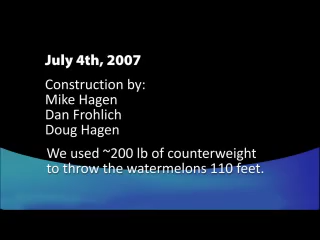 July 4th, 2007
Construction by:
Mike Hagen
Dan Frohlich
Doug Hagen
We used ~200 lb of counterweight
to throw the watermelons 110 feet.